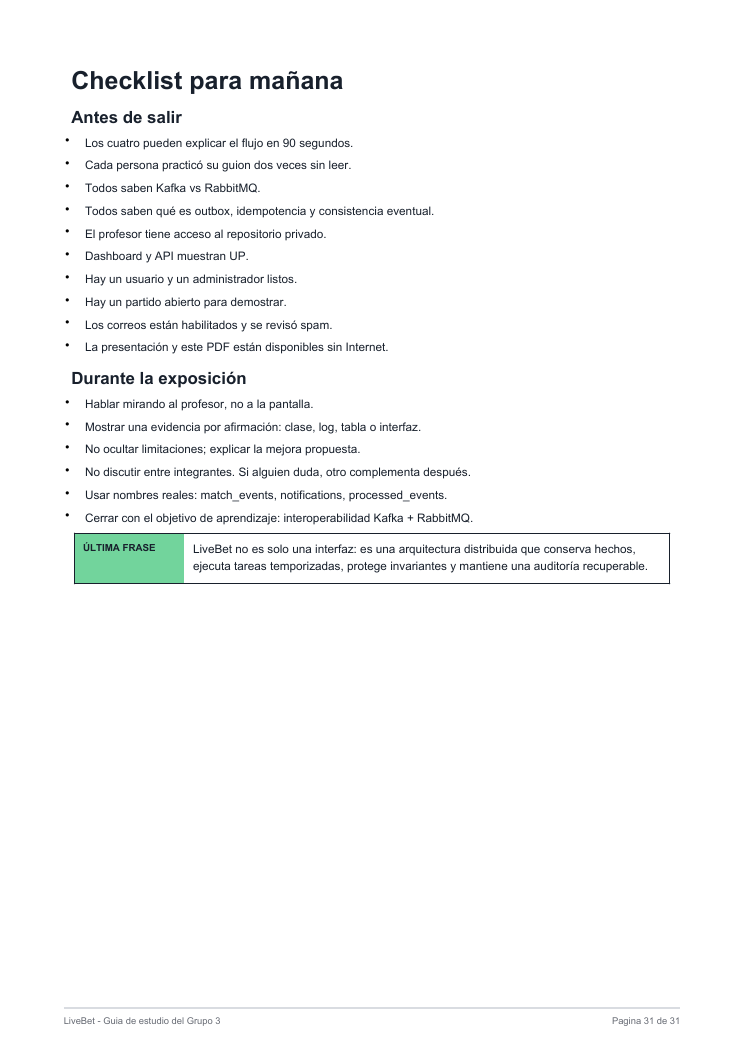 Checklist para mañana
Antes de salir
• Los cuatro pueden explicar el flujo en 90 segundos.
• Cada persona practicó su guion dos veces sin leer.
• Todos saben Kafka vs RabbitMQ.
• Todos saben qué es outbox, idempotencia y consistencia eventual.
• El profesor tiene acceso al repositorio privado.
• Dashboard y API muestran UP.
• Hay un usuario y un administrador listos.
• Hay un partido abierto para demostrar.
• Los correos están habilitados y se revisó spam.
• La presentación y este PDF están disponibles sin Internet.
Durante la exposición
• Hablar mirando al profesor, no a la pantalla.
• Mostrar una evidencia por afirmación: clase, log, tabla o interfaz.
• No ocultar limitaciones; explicar la mejora propuesta.
• No discutir entre integrantes. Si alguien duda, otro complementa después.
• Usar nombres reales: match_events, notifications, processed_events.
• Cerrar con el objetivo de aprendizaje: interoperabilidad Kafka + RabbitMQ.
ÚLTIMA FRASE
LiveBet no es solo una interfaz: es una arquitectura distribuida que conserva hechos,
ejecuta tareas temporizadas, protege invariantes y mantiene una auditoría recuperable.
LiveBet - Guia de estudio del Grupo 3
Pagina 31 de 31